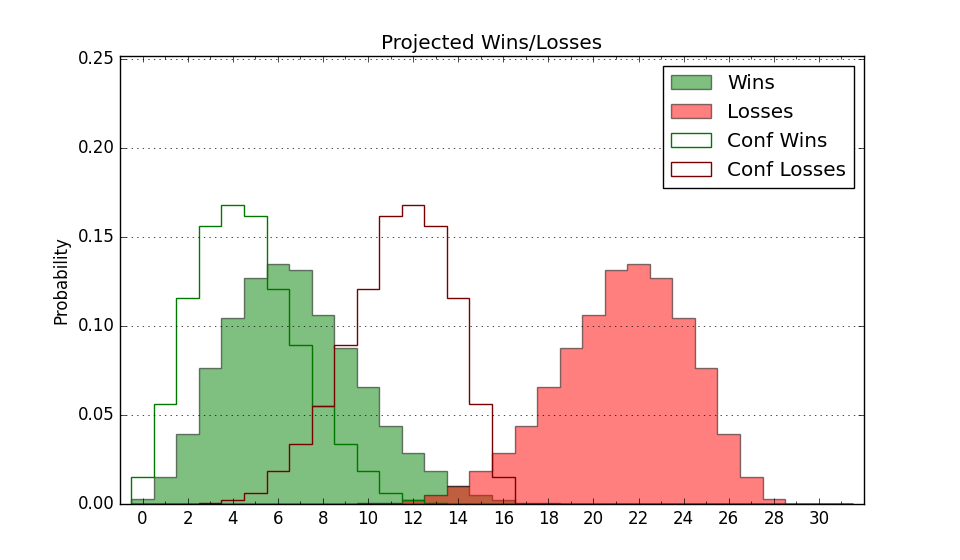 Projected Wins/Losses
0.25
0.20
0.15
0.10
0.05
0.00
Probability
Wins
Losses
Conf Wins
Conf Losses
0 2 4 6 8 10 12 14 16 18 20 22 24 26 28 30